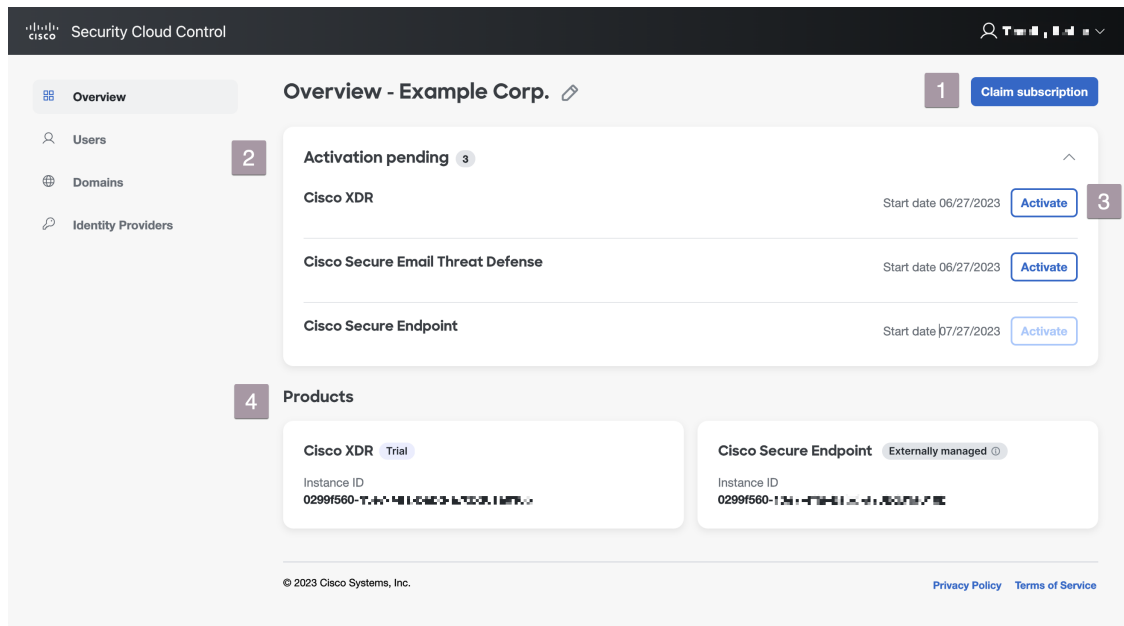 CISCO Security Cloud Control
Overview
Users
Domains
Identity Providers
Overview - Example Corp.
1
Claim subscription
2
Activation pending 3
Cisco XDR
Start date 06/27/2023 Activate
3
Cisco Secure Email Threat Defense
Start date 06/27/2023 Activate
Cisco Secure Endpoint
Start date 07/27/2023 Activate
4
Products
Cisco XDR Trial
Instance ID
0299f560-
Cisco Secure Endpoint Externally managed
Instance ID
0299f560-
© 2023 Cisco Systems, Inc.
Privacy Policy Terms of Service